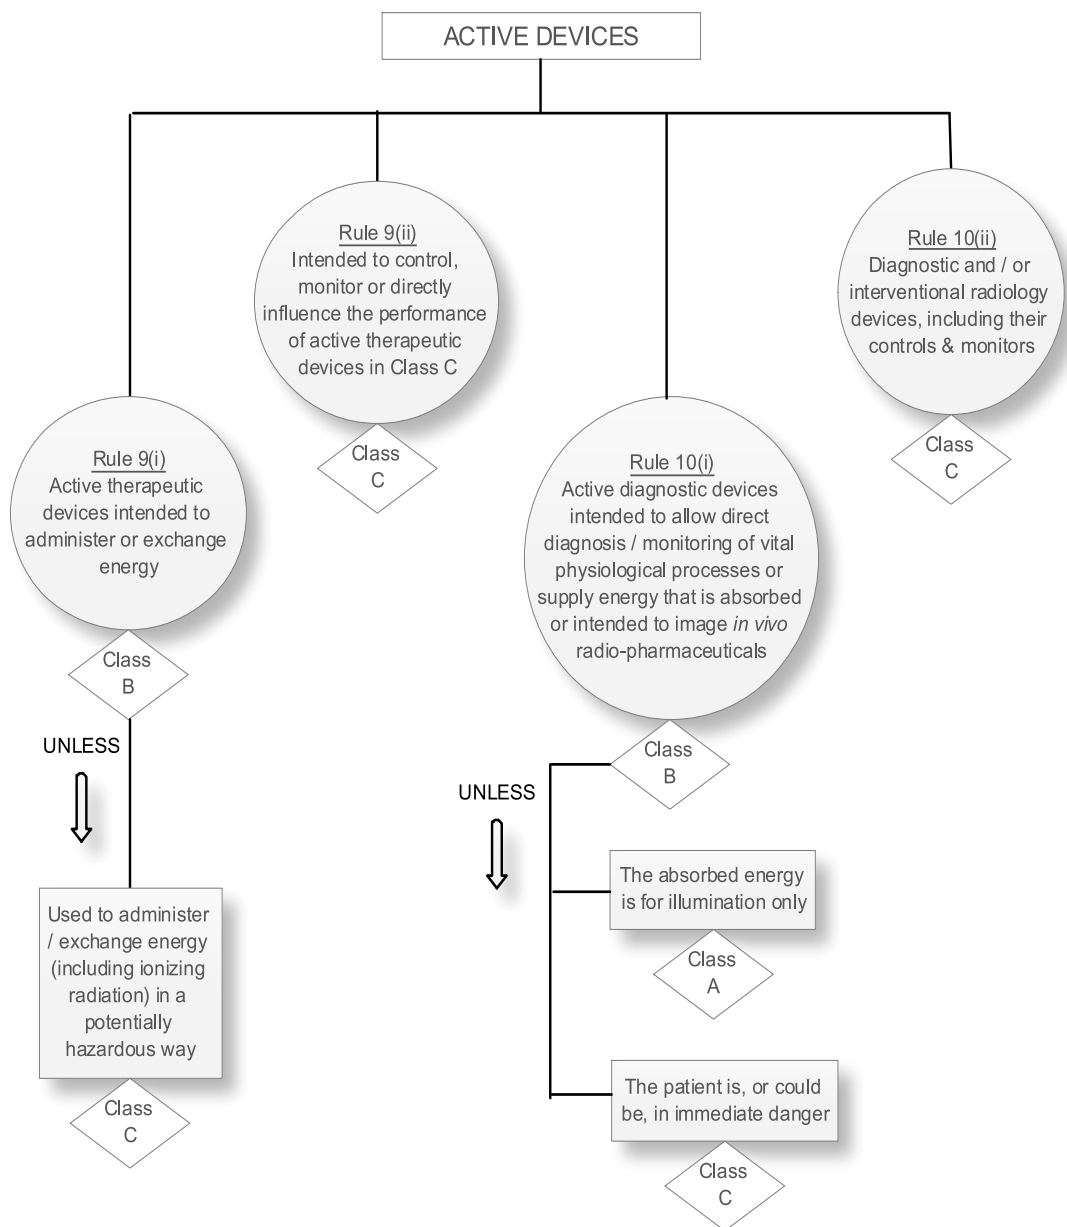 ACTIVE DEVICES
Rule 9(i)
Active therapeutic
devices intended to
administer or exchange
energy
Class
B
UNLESS
Used to administer
/ exchange energy
(including ionizing
radiation) in a
potentially
hazardous way
Class
C
Rule 9(ii)
Intended to control,
monitor or directly
influence the performance
of active therapeutic
devices in Class C
Class
C
Rule 10(i)
Active diagnostic devices
intended to allow direct
diagnosis / monitoring of vital
physiological processes or
supply energy that is absorbed
or intended to image in vivo
radio-pharmaceuticals
Class
B
UNLESS
The absorbed energy
is for illumination only
Class
A
The patient is, or could
be, in immediate danger
Class
C
Rule 10(ii)
Diagnostic and / or
interventional radiology
devices, including their
controls & monitors
Class
C